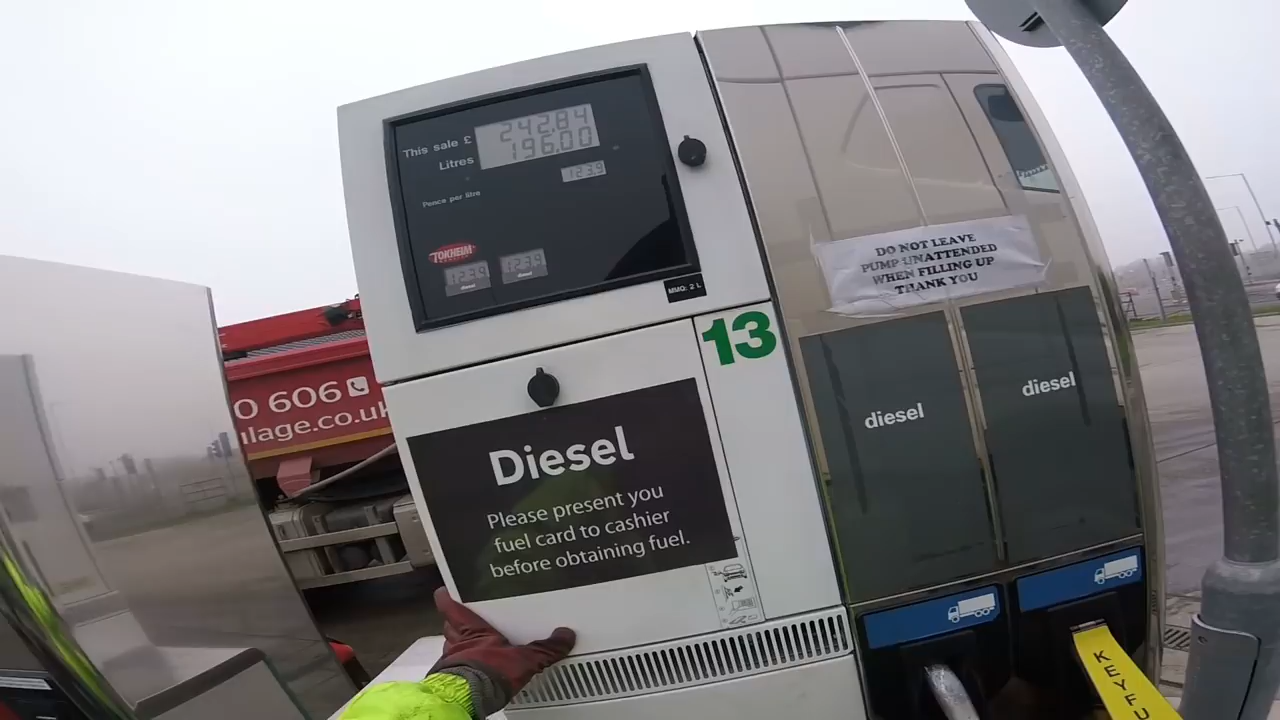 This sale £ 242.84
Litres 196.00
123.9
Pence per litre
TOKHEIM
123.9 123.9
diesel diesel
MMQ: 2 L
13
Diesel
Please present you
fuel card to cashier
before obtaining fuel.
DO NOT LEAVE
PUMP UNATTENDED
WHEN FILLING UP
THANK YOU
diesel
diesel
0 606
lage.co.uk
KEYFU